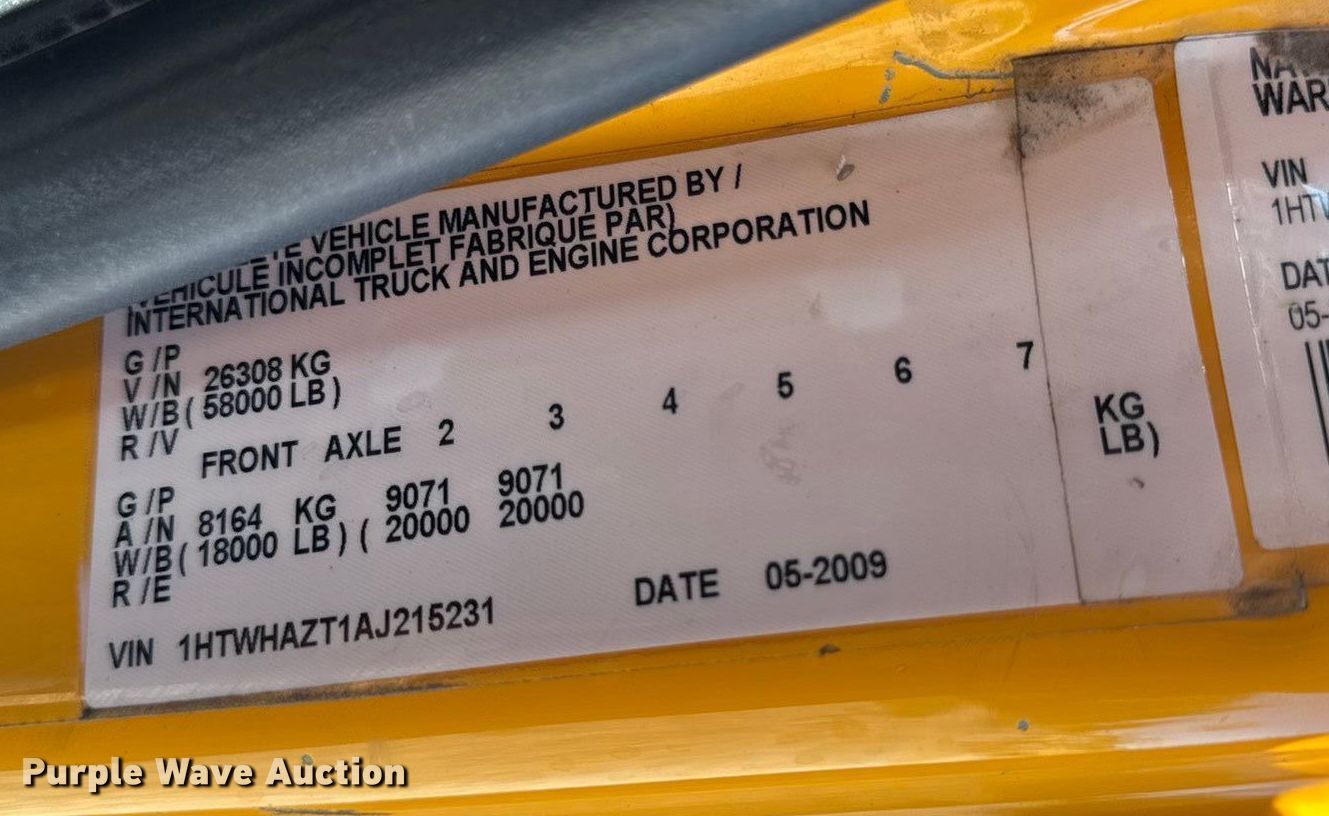 VEHICLE MANUFACTURED BY /
VEHICULE INCOMPLET FABRIQUE PAR)
INTERNATIONAL TRUCK AND ENGINE CORPORATION
G /P
V /N 26308 KG
W/B ( 58000 LB )
R /V
FRONT AXLE 2 3 4 5 6 7
G /P
A /N 8164 KG 9071 9071 KG
W/B ( 18000 LB ) ( 20000 20000 LB)
R /E
VIN 1HTWHAZT1AJ215231 DATE 05-2009
WAR
VIN
1HT
DAT
05-
Purple Wave Auction